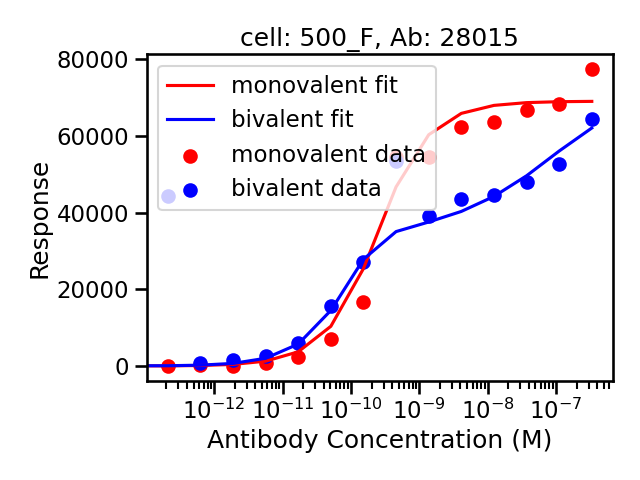 cell: 500_F, Ab: 28015
80000
60000
40000
20000
0
Response
monovalent fit
bivalent fit
monovalent data
bivalent data
10⁻¹² 10⁻¹¹ 10⁻¹⁰ 10⁻⁹ 10⁻⁸ 10⁻⁷
Antibody Concentration (M)